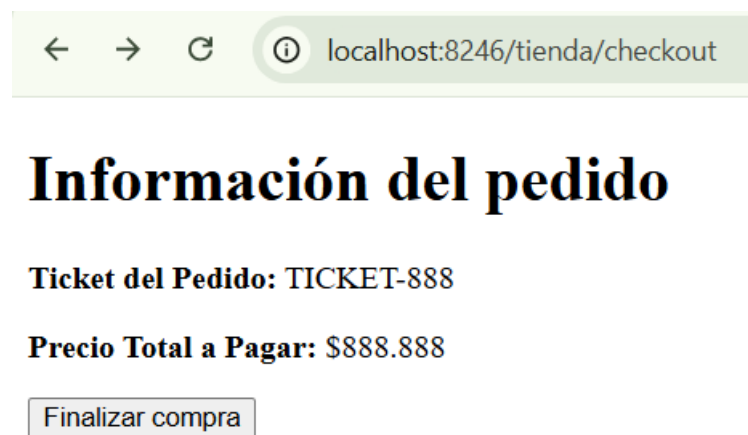 localhost:8246/tienda/checkout
Información del pedido
Ticket del Pedido: TICKET-888
Precio Total a Pagar: $888.888
Finalizar compra